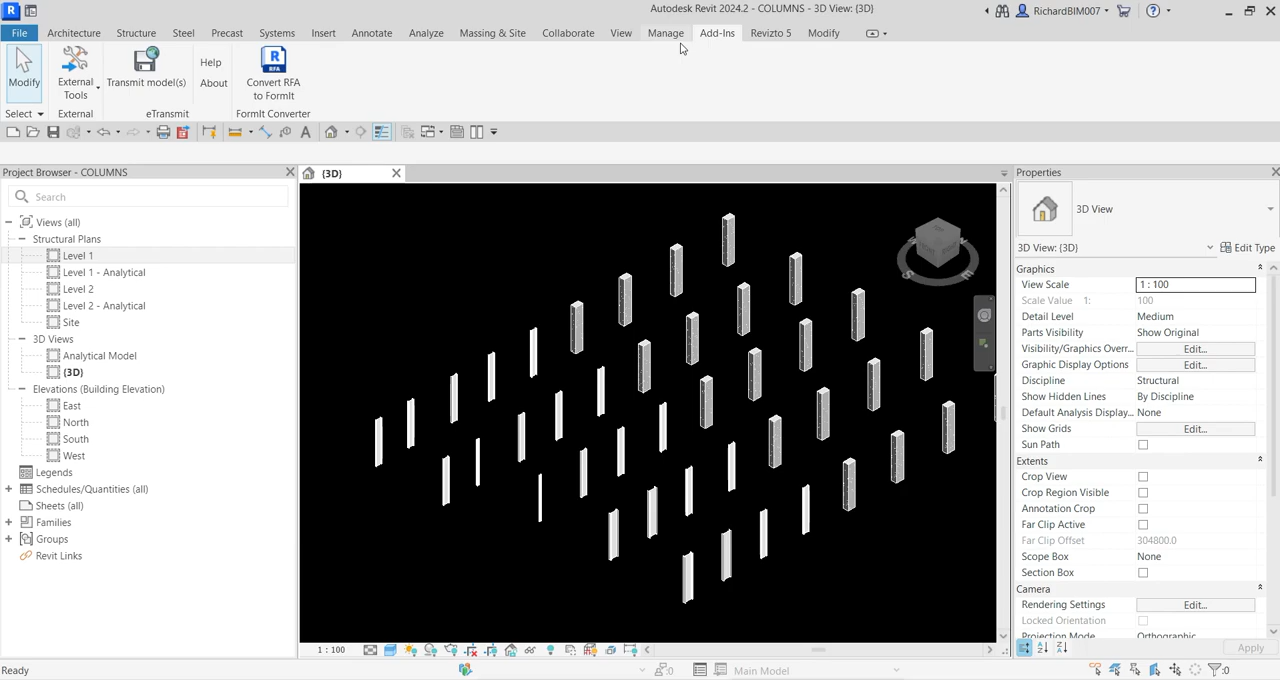 Autodesk Revit 2024.2 - COLUMNS - 3D View: {3D}
RichardBIM007
File Architecture Structure Steel Precast Systems Insert Annotate Analyze Massing & Site Collaborate View Manage Add-Ins Revizto 5 Modify
Modify
External
Tools
Transmit model(s)
Help
About
RFA
Convert RFA
to FormIt
Select
External
eTransmit
FormIt Converter
Project Browser - COLUMNS
Search
Views (all)
Structural Plans
Level 1
Level 1 - Analytical
Level 2
Level 2 - Analytical
Site
3D Views
Analytical Model
{3D}
Elevations (Building Elevation)
East
North
South
West
Legends
Schedules/Quantities (all)
Sheets (all)
Families
Groups
Revit Links
{3D}
S
E
Properties
3D View
3D View: {3D}
Edit Type
Graphics
View Scale 1 : 100
Scale Value 1: 100
Detail Level Medium
Parts Visibility Show Original
Visibility/Graphics Overr... Edit...
Graphic Display Options Edit...
Discipline Structural
Show Hidden Lines By Discipline
Default Analysis Display... None
Show Grids Edit...
Sun Path
Extents
Crop View
Crop Region Visible
Annotation Crop
Far Clip Active
Far Clip Offset 304800.0
Scope Box None
Section Box
Camera
Rendering Settings Edit...
Locked Orientation
Projection Mode Orthographic
Apply
1 : 100
Ready
:0
Main Model
:0